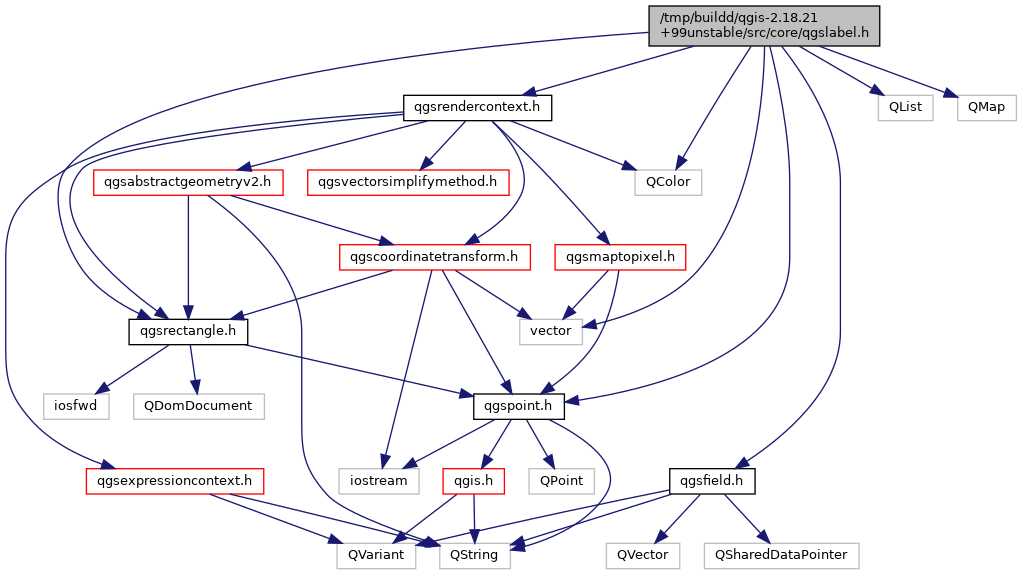 /tmp/buildd/qgis-2.18.21
+99unstable/src/core/qgslabel.h
qgsrendercontext.h
QList
QMap
qgsabstractgeometryv2.h
qgsvectorsimplifymethod.h
QColor
qgscoordinatetransform.h
qgsmaptopixel.h
qgsrectangle.h
vector
iosfwd
QDomDocument
qgspoint.h
qgsexpressioncontext.h
iostream
qgis.h
QPoint
qgsfield.h
QVariant
QString
QVector
QSharedDataPointer